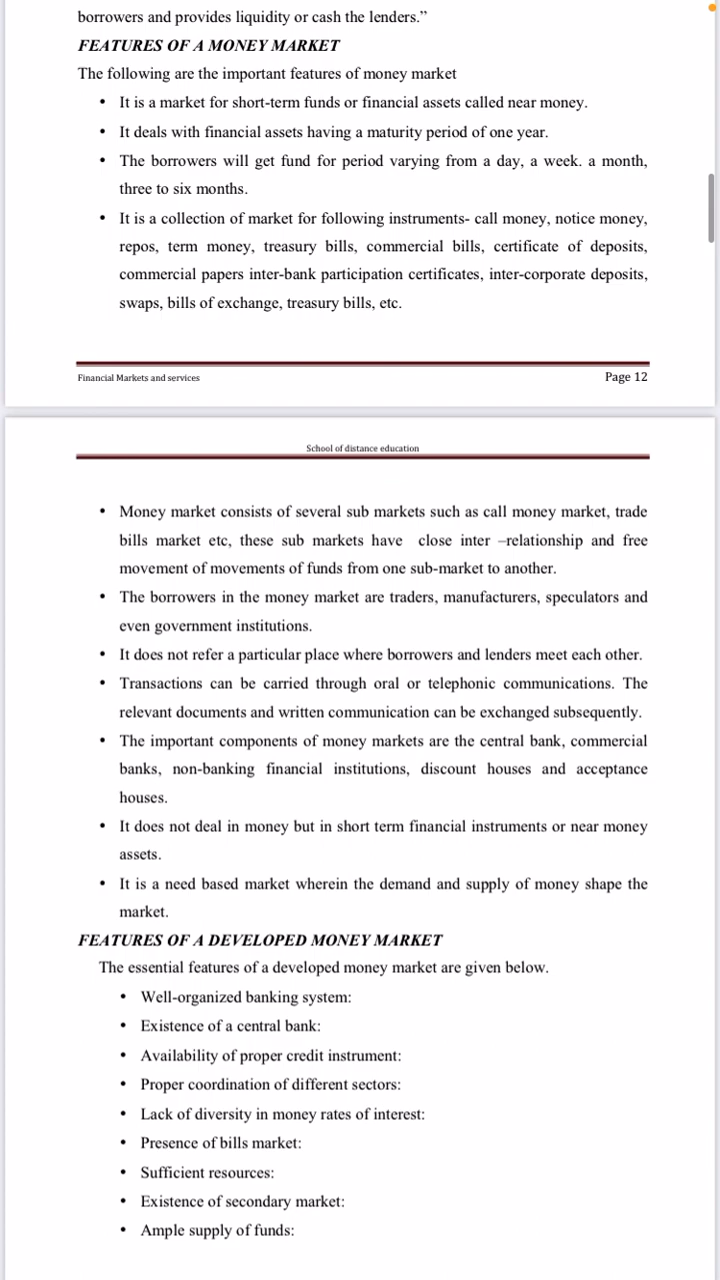 borrowers and provides liquidity or cash the lenders.”
FEATURES OF A MONEY MARKET
The following are the important features of money market
• It is a market for short-term funds or financial assets called near money.
• It deals with financial assets having a maturity period of one year.
• The borrowers will get fund for period varying from a day, a week. a month,
three to six months.
• It is a collection of market for following instruments- call money, notice money,
repos, term money, treasury bills, commercial bills, certificate of deposits,
commercial papers inter-bank participation certificates, inter-corporate deposits,
swaps, bills of exchange, treasury bills, etc.
Financial Markets and services Page 12
School of distance education
• Money market consists of several sub markets such as call money market, trade
bills market etc, these sub markets have close inter –relationship and free
movement of movements of funds from one sub-market to another.
• The borrowers in the money market are traders, manufacturers, speculators and
even government institutions.
• It does not refer a particular place where borrowers and lenders meet each other.
• Transactions can be carried through oral or telephonic communications. The
relevant documents and written communication can be exchanged subsequently.
• The important components of money markets are the central bank, commercial
banks, non-banking financial institutions, discount houses and acceptance
houses.
• It does not deal in money but in short term financial instruments or near money
assets.
• It is a need based market wherein the demand and supply of money shape the
market.
FEATURES OF A DEVELOPED MONEY MARKET
The essential features of a developed money market are given below.
• Well-organized banking system:
• Existence of a central bank:
• Availability of proper credit instrument:
• Proper coordination of different sectors:
• Lack of diversity in money rates of interest:
• Presence of bills market:
• Sufficient resources:
• Existence of secondary market:
• Ample supply of funds: